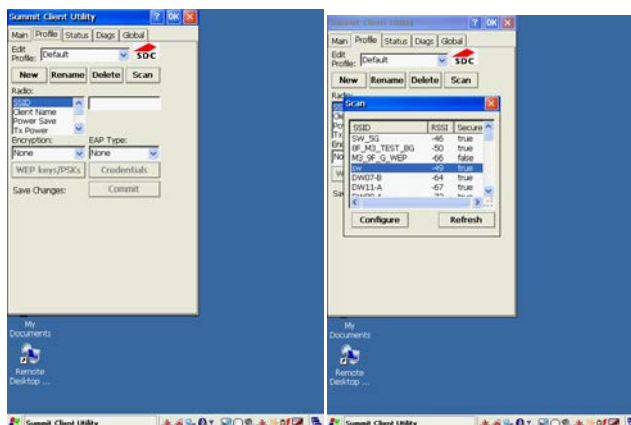 Summit Client Utility ? OK X
Main Profile Status Diags Global
Edit Profile: Default SDC
New Rename Delete Scan
Radio:
SSID
Client Name
Power Save
Tx Power
Encryption: EAP Type:
None None
WEP keys/PSKs Credentials
Save Changes: Commit
My Documents
Remote Desktop ...
Summit Client Utility
Summit Client Utility ? OK X
Main Profile Status Diags Global
Edit Profile: Default SDC
New Rename Delete Scan
Scan
SSID RSSI Secure
SW_5G -46 true
8F_M3_TEST_BG -50 true
M3_9F_G_WEP -66 false
sw -49 true
DW07-B -64 true
DW11-A -67 true
Configure Refresh
My Documents
Remote Desktop ...
Summit Client Utility